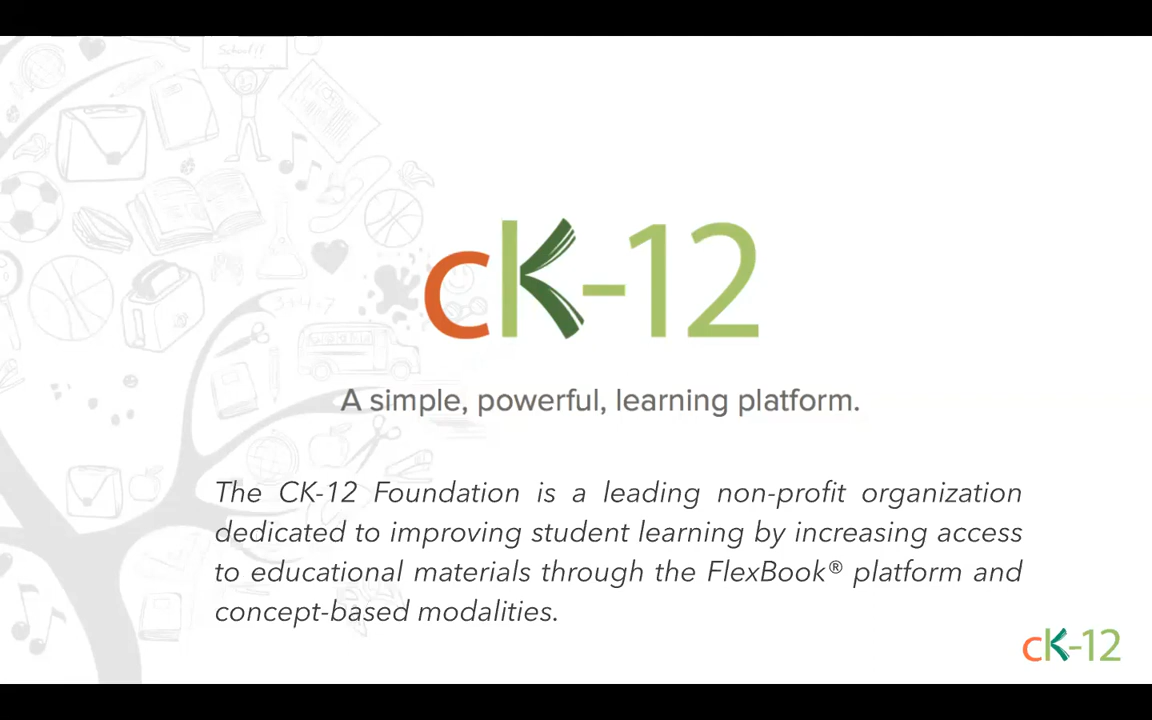 School!!
cK-12
A simple, powerful, learning platform.
The CK-12 Foundation is a leading non-profit organization
dedicated to improving student learning by increasing access
to educational materials through the FlexBook® platform and
concept-based modalities.
cK-12